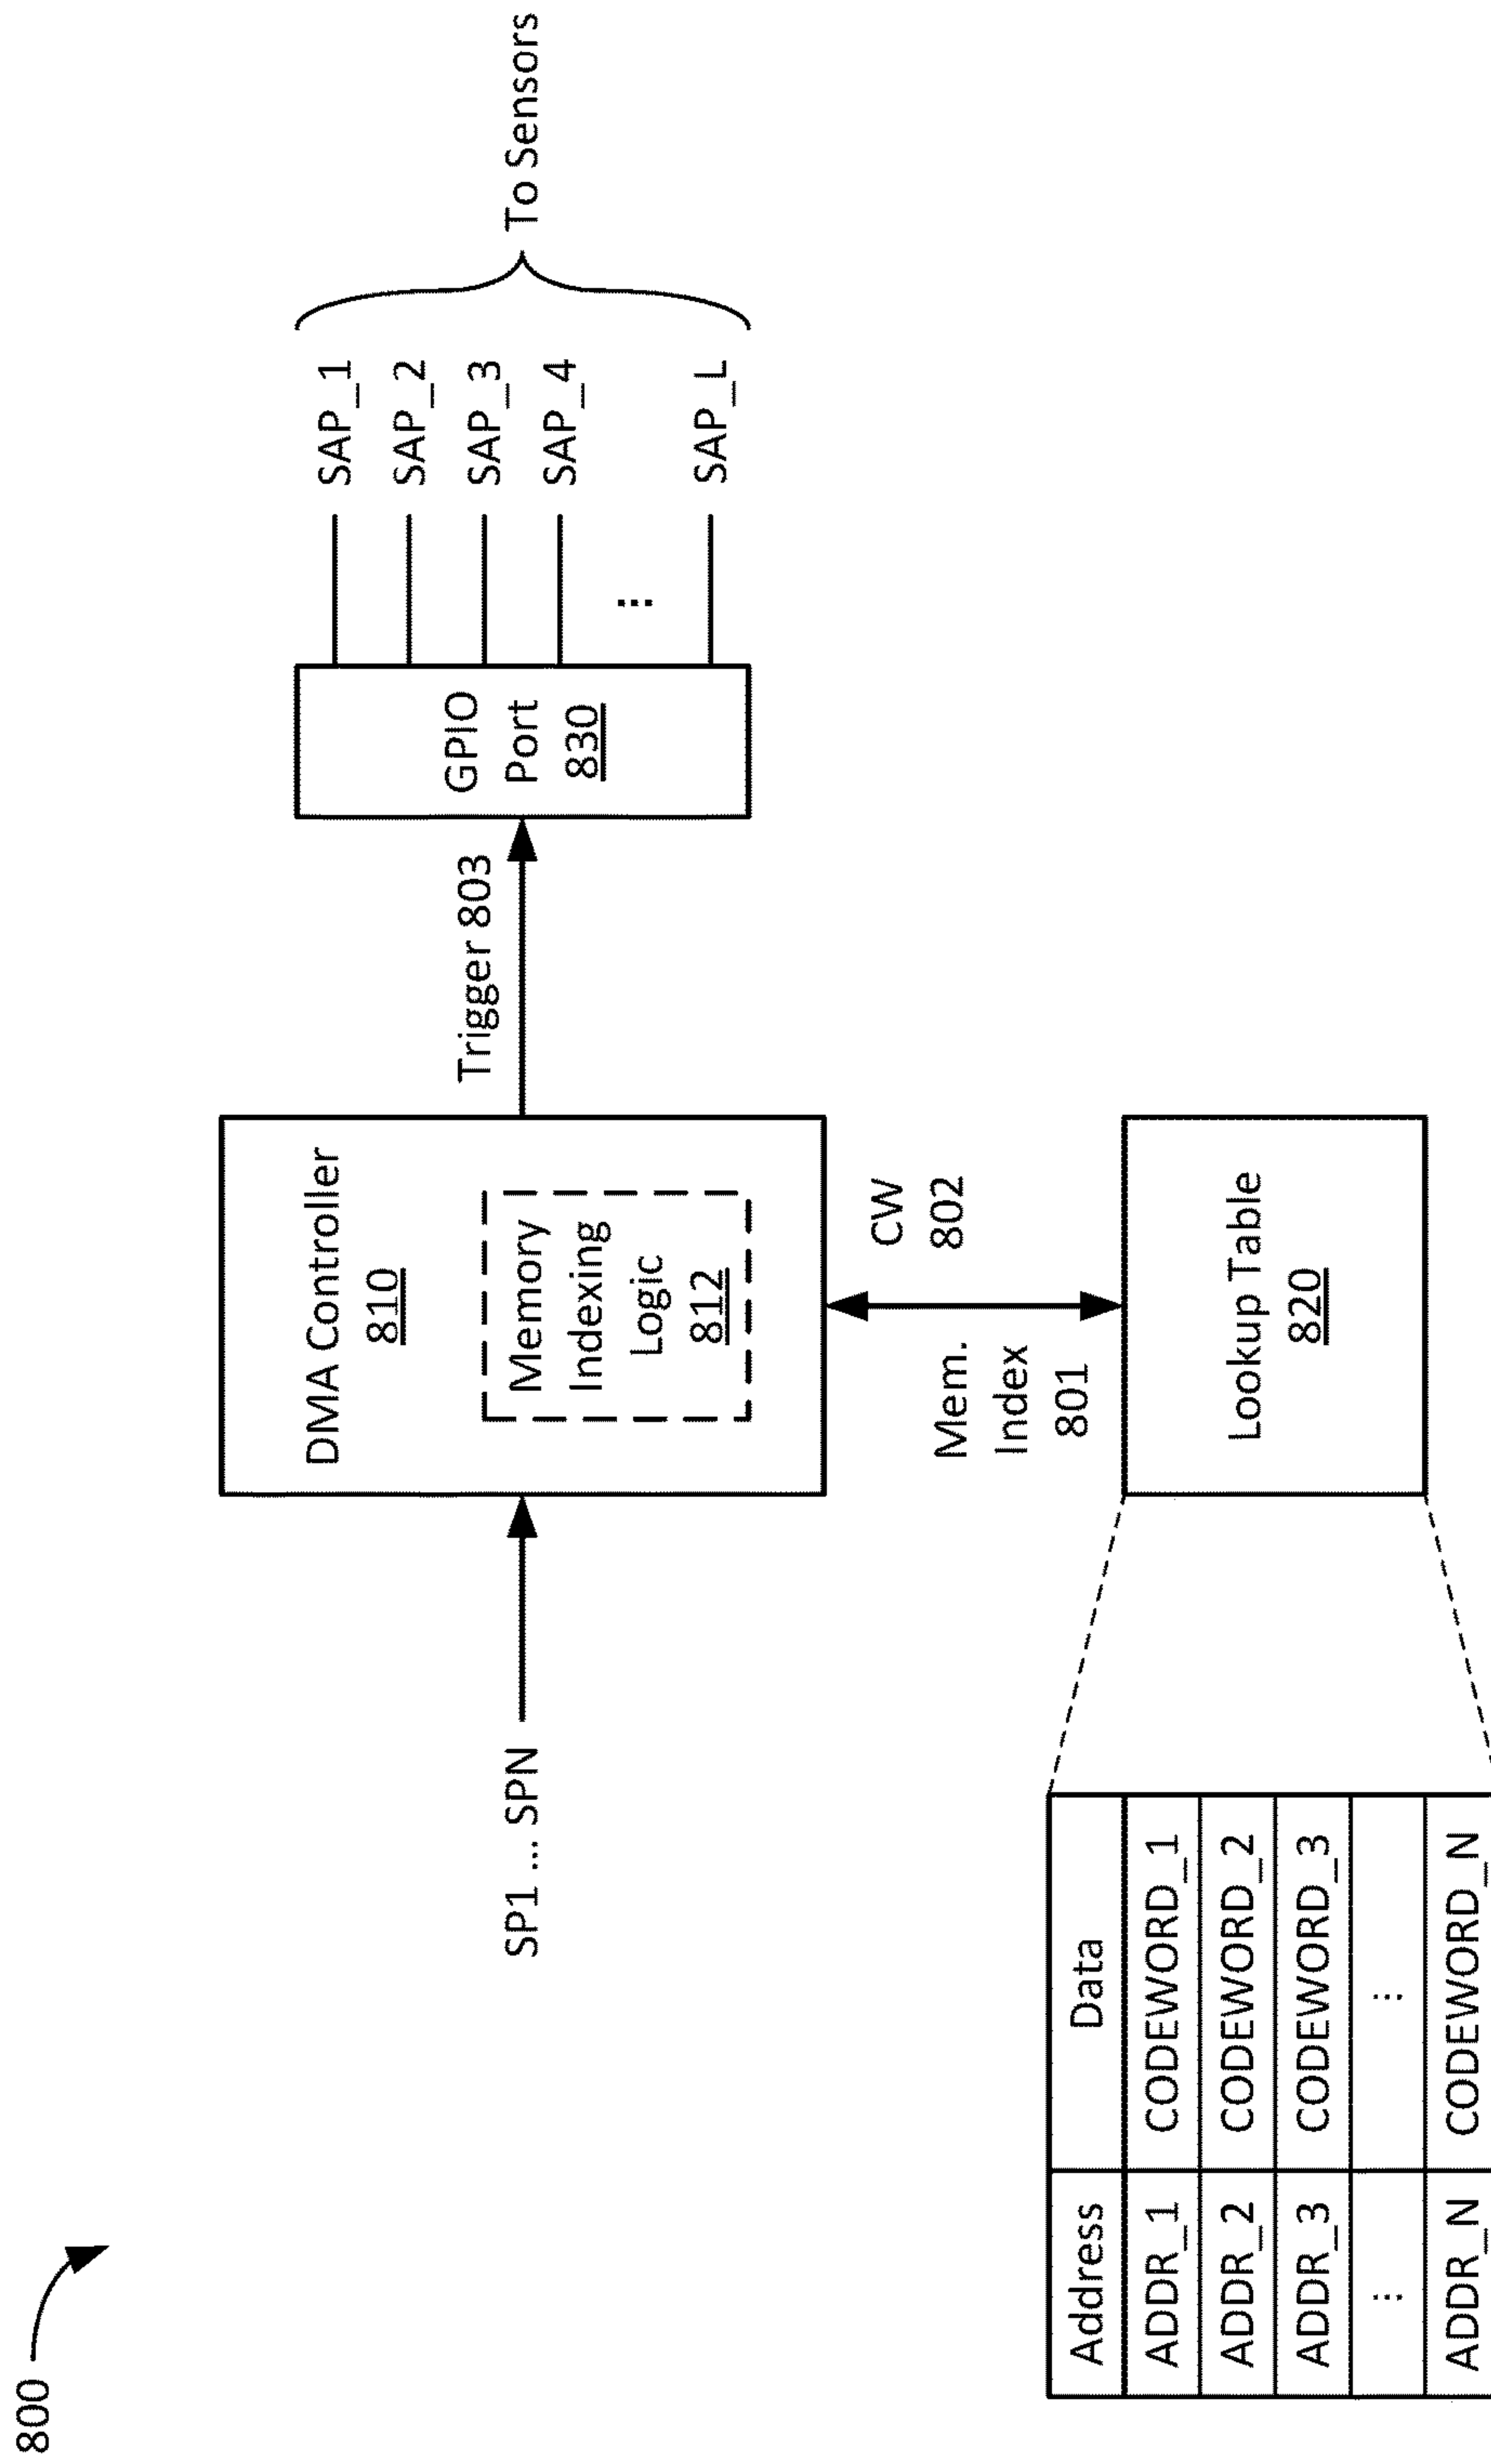 800
SP1 ... SPN
DMA Controller
810
Memory
Indexing
Logic
812
Trigger 803
GPIO
Port
830
SAP_1
SAP_2
SAP_3
SAP_4
...
SAP_L
To Sensors
Mem.
Index
801
CW
802
Lookup Table
820
Address Data
ADDR_1 CODEWORD_1
ADDR_2 CODEWORD_2
ADDR_3 CODEWORD_3
... ...
ADDR_N CODEWORD_N